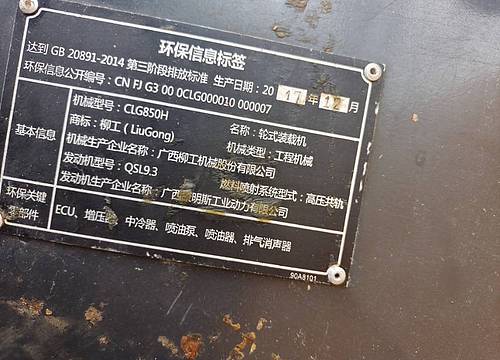 环保信息标签
达到 GB 20891-2014 第三阶段排放标准 生产日期：20 17 年 12 月
环保信息公开编号：CN FJ G3 00 0CLG000010 000007
基本信息
机械型号：CLG850H 名称：轮式装载机
商标：柳工（LiuGong） 机械类型：工程机械
机械生产企业名称：广西柳工机械股份有限公司
发动机型号：QSL9.3 燃料喷射系统型式：高压共轨
发动机生产企业名称：广西康明斯工业动力有限公司
环保关键
部件
ECU、增压器、中冷器、喷油泵、喷油器、排气消声器
90A8101